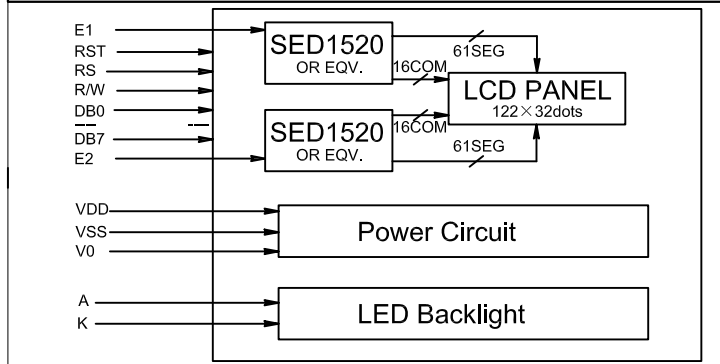 E1
RST
RS
R/W
DB0
DB7
E2
SED1520
OR EQV.
61SEG
16COM
LCD PANEL
122×32dots
SED1520
OR EQV.
16COM
61SEG
VDD
VSS
V0
Power Circuit
A
K
LED Backlight